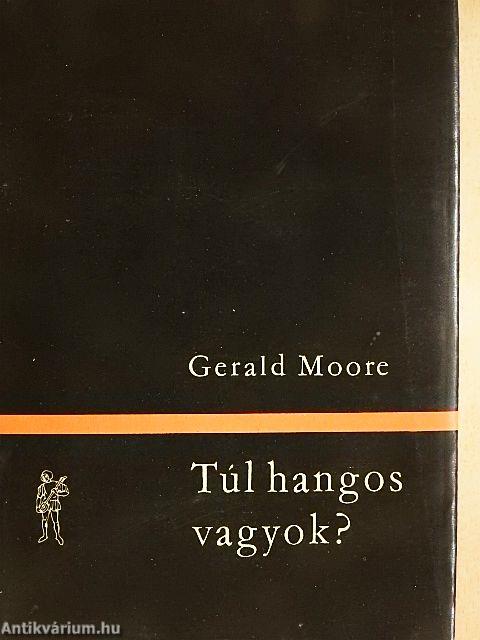 Gerald Moore
Túl hangos
vagyok?
Antikvárium.hu